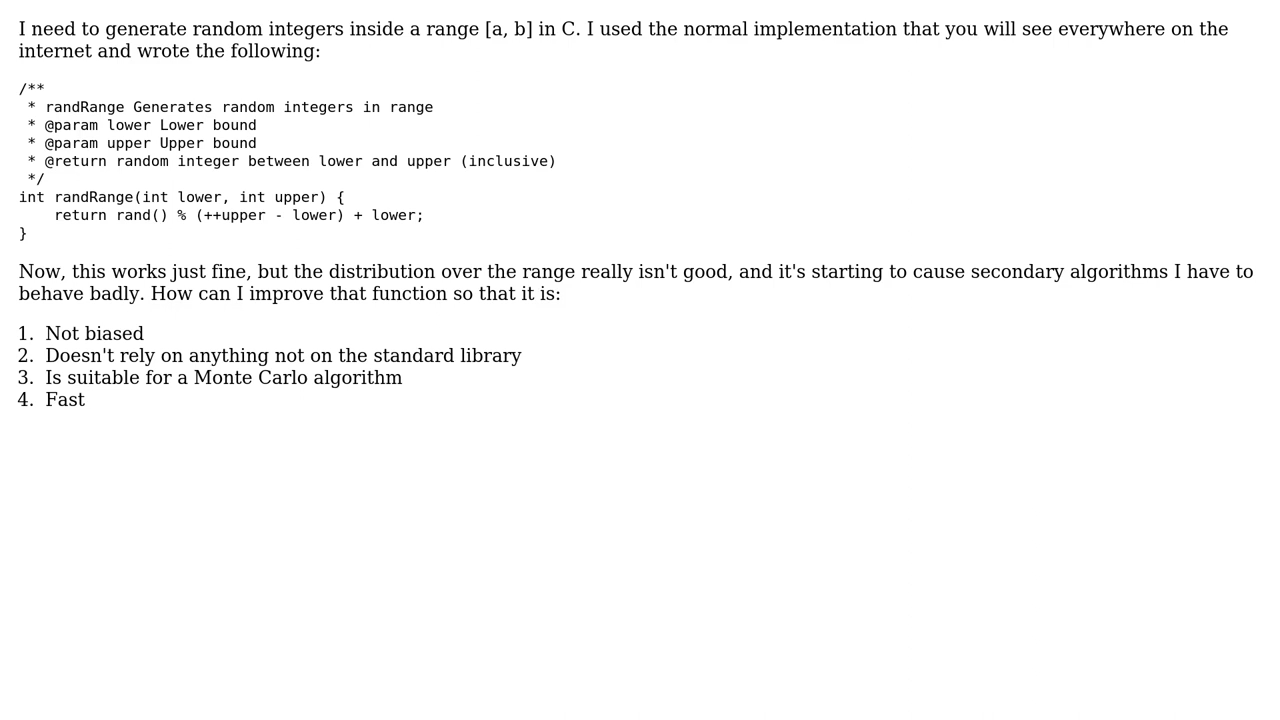 I need to generate random integers inside a range [a, b] in C. I used the normal implementation that you will see everywhere on the
internet and wrote the following:
/**
 * randRange Generates random integers in range
 * @param lower Lower bound
 * @param upper Upper bound
 * @return random integer between lower and upper (inclusive)
 */
int randRange(int lower, int upper) {
    return rand() % (++upper - lower) + lower;
}
Now, this works just fine, but the distribution over the range really isn't good, and it's starting to cause secondary algorithms I have to
behave badly. How can I improve that function so that it is:
1. Not biased
2. Doesn't rely on anything not on the standard library
3. Is suitable for a Monte Carlo algorithm
4. Fast